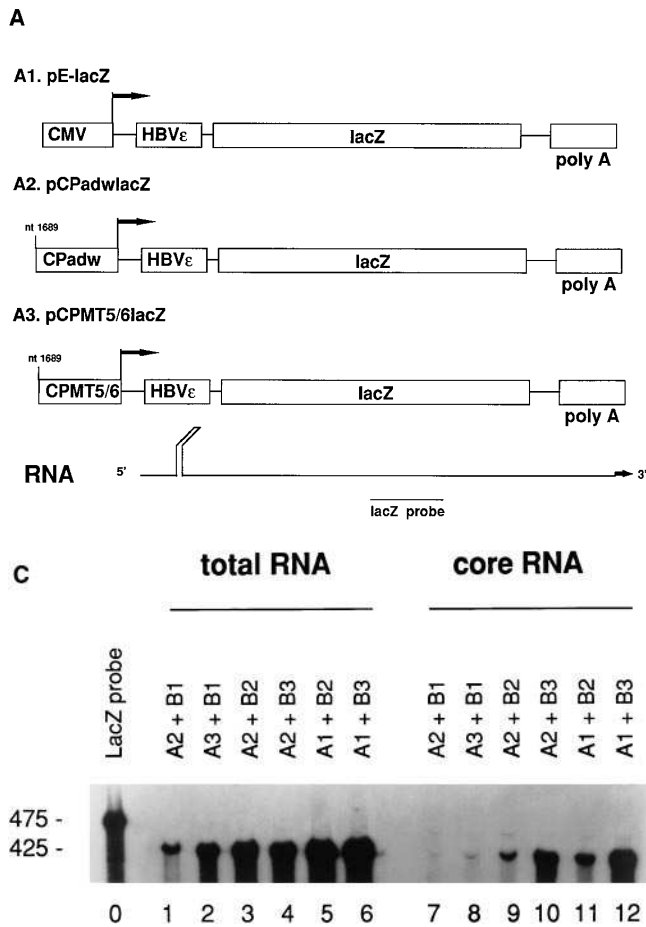 A
A1. pE-lacZ
CMV HBVε lacZ
poly A
A2. pCPadwlacZ
nt 1689
CPadw HBVε lacZ
poly A
A3. pCPMT5/6lacZ
nt 1689
CPMT5/6 HBVε lacZ
poly A
RNA 5' 3'
lacZ probe
C total RNA core RNA
LacZ probe
A2 + B1
A3 + B1
A2 + B2
A2 + B3
A1 + B2
A1 + B3
A2 + B1
A3 + B1
A2 + B2
A2 + B3
A1 + B2
A1 + B3
475 -
425 -
0 1 2 3 4 5 6 7 8 9 10 11 12